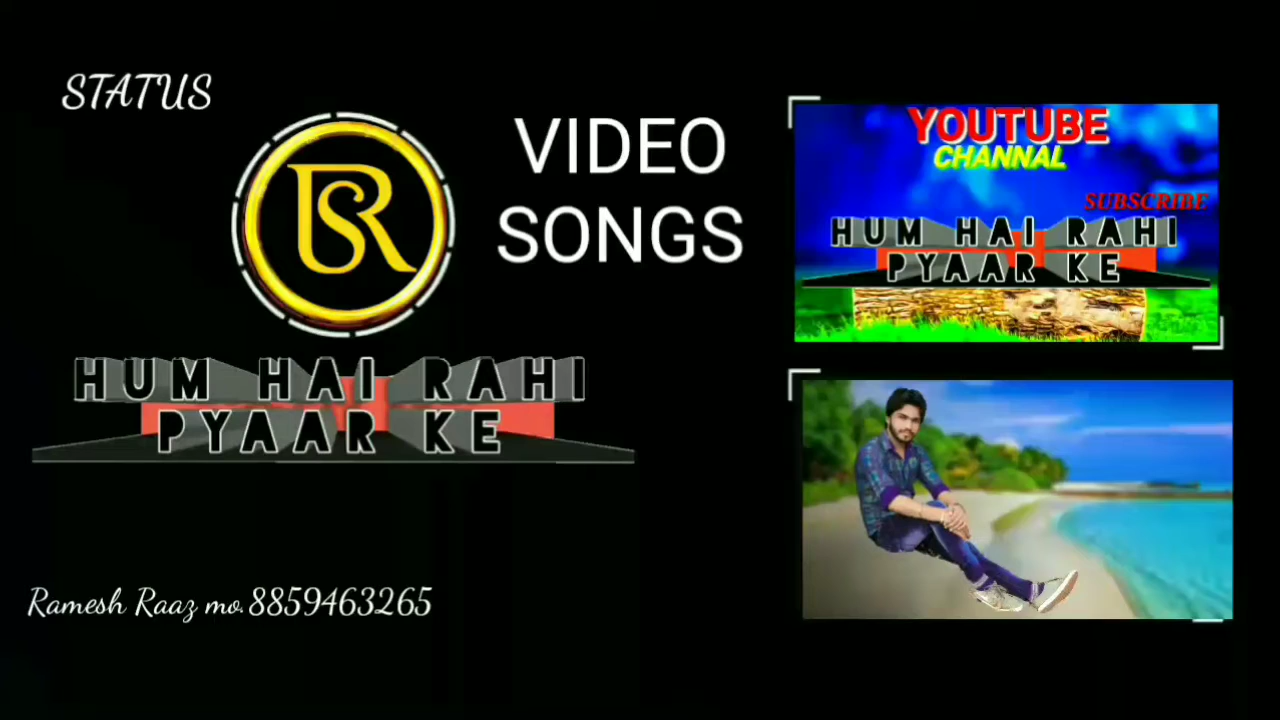 STATUS
RS
VIDEO
SONGS
HUM HAI RAHI
PYAAR KE
Ramesh Raaz mo. 8859463265
YOUTUBE
CHANNAL
SUBSCRIBE
HUM HAI RAHI
PYAAR KE